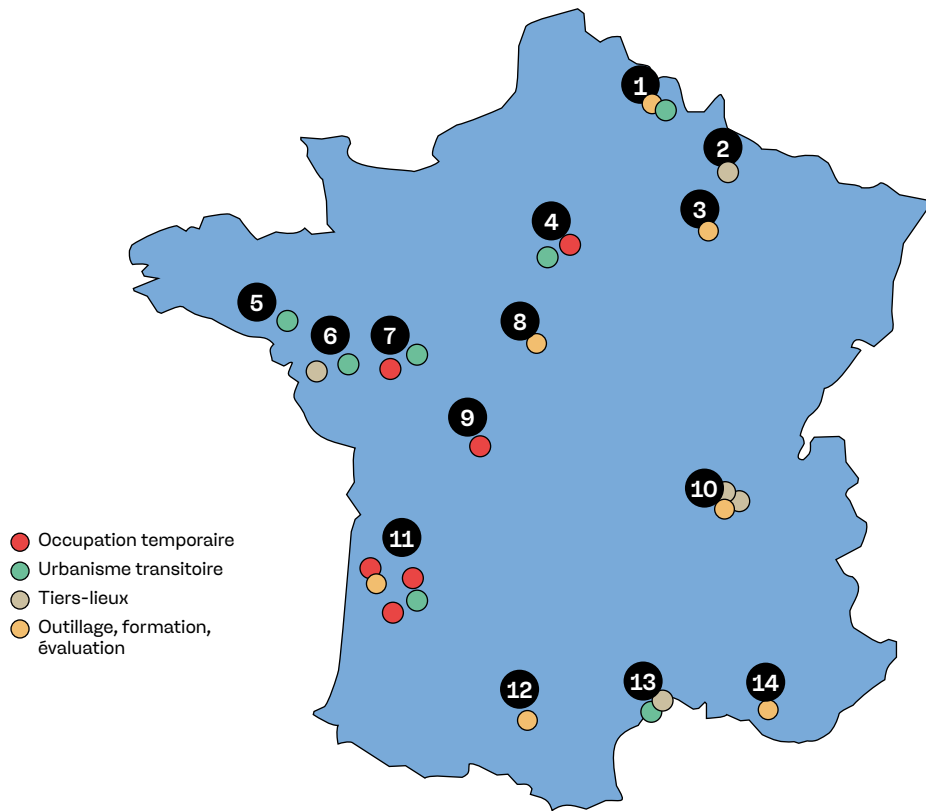 1
2
3
4
5
6
7
8
9
10
11
12
13
14
Occupation temporaire
Urbanisme transitoire
Tiers-lieux
Outillage, formation,
évaluation